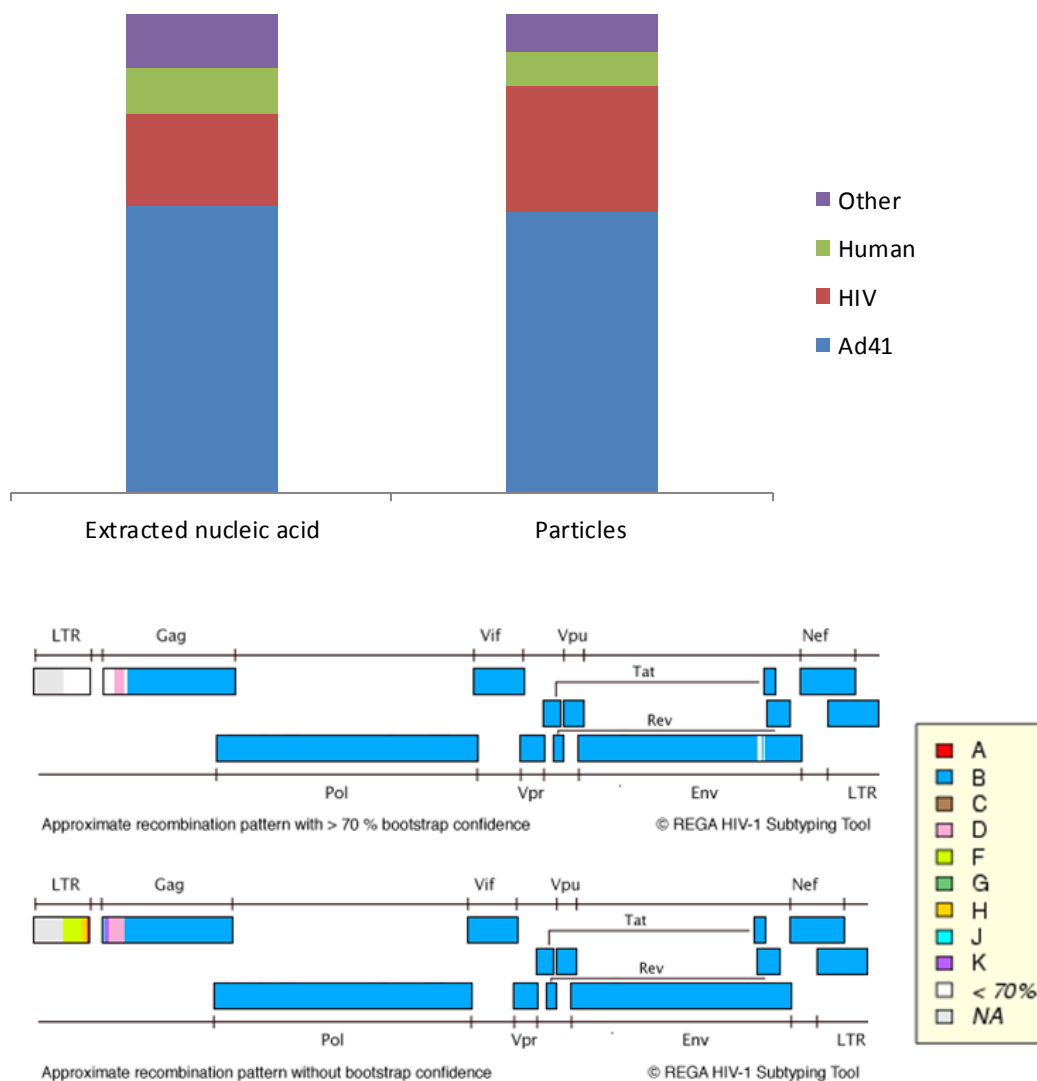 Other
Human
HIV
Ad41
Extracted nucleic acid
Particles
LTR Gag Vif Vpu Nef
Tat
Rev
Pol Vpr Env LTR
Approximate recombination pattern with > 70 % bootstrap confidence © REGA HIV-1 Subtyping Tool
LTR Gag Vif Vpu Nef
Tat
Rev
Pol Vpr Env LTR
Approximate recombination pattern without bootstrap confidence © REGA HIV-1 Subtyping Tool
A
B
C
D
F
G
H
J
K
< 70%
NA